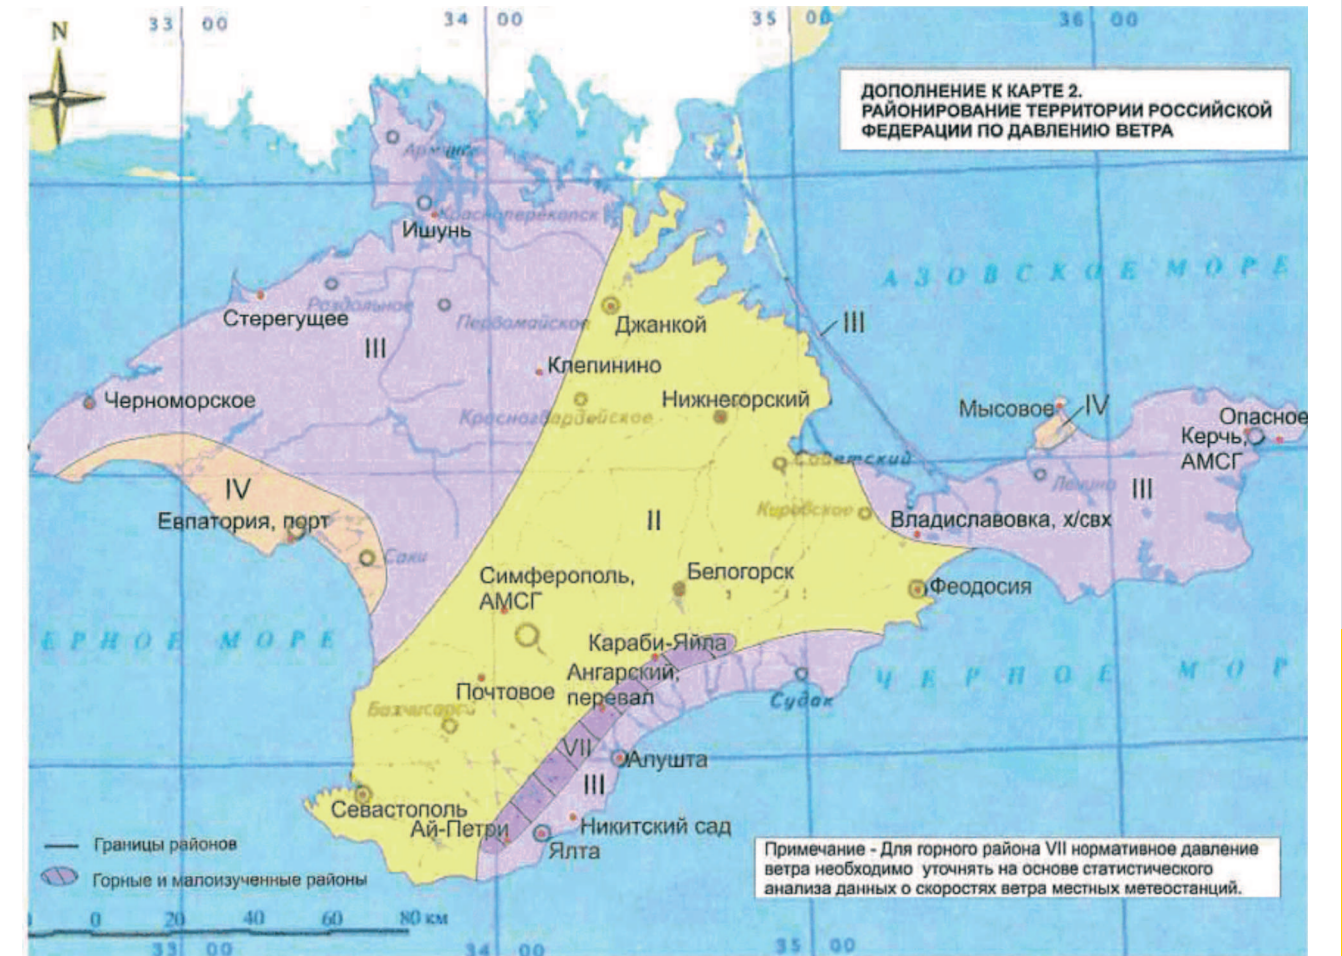 33 00
34 00
35 00
36 00
N
ДОПОЛНЕНИЕ К КАРТЕ 2.
РАЙОНИРОВАНИЕ ТЕРРИТОРИИ РОССИЙСКОЙ
ФЕДЕРАЦИИ ПО ДАВЛЕНИЮ ВЕТРА
Армянск
Красноперекопск
Ишунь
АЗОВСКОЕ МОРЕ
Раздольное
Стерегущее
Первомайское
Джанкой
III
III
Клепинино
Черноморское
Красногвардейское
Нижнегорский
Мысовое
IV
Опасное
Керчь,
АМСГ
Советский
Ленино
III
IV
Евпатория, порт
II
Кировское
Владиславовка, х/свх
Саки
Симферополь,
АМСГ
Белогорск
Феодосия
ЕРНОЕ МОРЕ
Караби-Яйла
Ангарский,
перевал
ЧЕРНОЕ МОР
Почтовое
Судак
Бахчисарай
VII
Алушта
III
Севастополь
Ай-Петри
Никитский сад
Ялта
Границы районов
Горные и малоизученные районы
Примечание - Для горного района VII нормативное давление
ветра необходимо уточнять на основе статистического
анализа данных о скоростях ветра местных метеостанций.
0 20 40 60 80 км
33 00
34 00
35 00